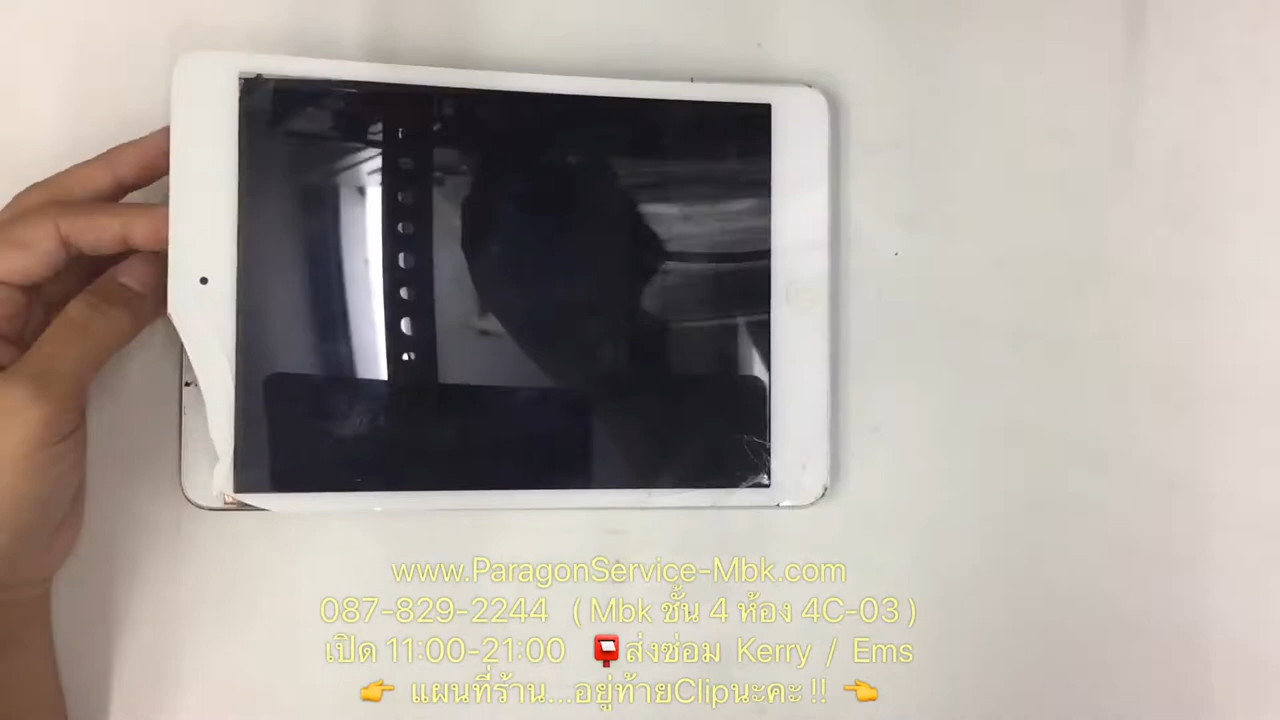 www.ParagonService-Mbk.com
087-829-2244 ( Mbk ชั้น 4 ห้อง 4C-03 )
เปิด 11:00-21:00 📮ส่งซ่อม Kerry / Ems
👉 แผนที่ร้าน...อยู่ท้ายClipนะคะ !! 👈